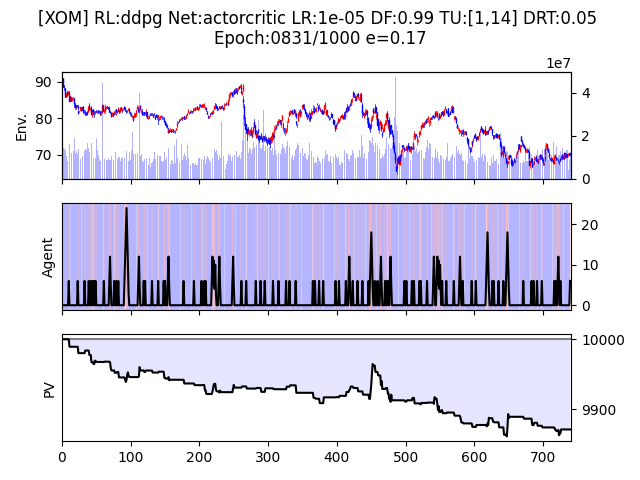 [XOM] RL:ddpg Net:actorcritic LR:1e-05 DF:0.99 TU:[1,14] DRT:0.05
Epoch:0831/1000 e=0.17
1e7
90
80
70
Env.
4
2
0
Agent
20
10
0
PV
10000
9900
0 100 200 300 400 500 600 700